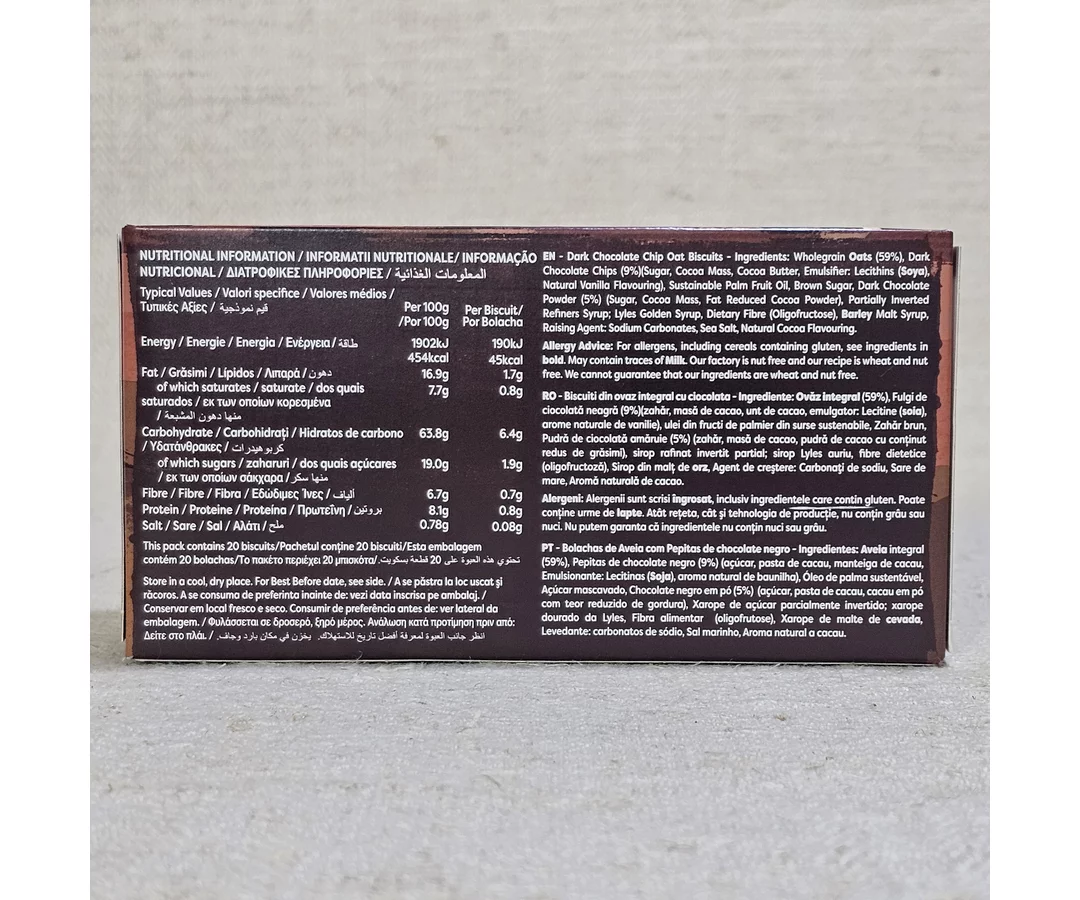 NUTRITIONAL INFORMATION / INFORMATII NUTRITIONALE/ INFORMAÇÃO
NUTRICIONAL / ΔΙΑΤΡΟΦΙΚΕΣ ΠΛΗΡΟΦΟΡΙΕΣ / المعلومات الغذائية
Typical Values / Valori specifice / Valores médios /
Τυπικές Αξίες / قيم نموذجية
Per 100g
/Por 100g
Per Biscuit/
Por Bolacha
Energy / Energie / Energia / Ενέργεια / طاقة 1902kJ 190kJ
454kcal 45kcal
Fat / Grăsimi / Lípidos / Λιπαρά / دهون 16.9g 1.7g
of which saturates / saturate / dos quais 7.7g 0.8g
saturados / εκ των οποίων κορεσμένα
/ منها دهون المشبعة
Carbohydrate / Carbohidrați / Hidratos de carbono 63.8g 6.4g
/ Υδατάνθρακες / كربوهيدرات
of which sugars / zaharuri / dos quais açúcares 19.0g 1.9g
/ εκ των οποίων σάκχαρα / منها سكر
Fibre / Fibre / Fibra / Εδώδιμες Ίνες / ألياف 6.7g 0.7g
Protein / Proteine / Proteína / Πρωτεΐνη / بروتين 8.1g 0.8g
Salt / Sare / Sal / Αλάτι / ملح 0.78g 0.08g
This pack contains 20 biscuits/Pachetul conține 20 biscuiti/Esta embalagem
contém 20 bolachas/Το πακέτο περιέχει 20 μπισκότα/. تحتوي هذه العبوة على 20 قطعة بسكويت
Store in a cool, dry place. For Best Before date, see side. / A se păstra la loc uscat și
răcoros. A se consuma de preferinta inainte de: vezi data inscrisa pe ambalaj. /
Conservar em local fresco e seco. Consumir de preferência antes de: ver lateral da
embalagem. / Φυλάσσεται σε δροσερό, ξηρό μέρος. Ανάλωση κατά προτίμηση πριν από:
Δείτε στο πλάι. / انظر جانب العبوة لمعرفة أفضل تاريخ للاستهلاك. يخزن في مكان بارد وجاف.
EN - Dark Chocolate Chip Oat Biscuits - Ingredients: Wholegrain Oats (59%), Dark
Chocolate Chips (9%)(Sugar, Cocoa Mass, Cocoa Butter, Emulsifier: Lecithins (Soya),
Natural Vanilla Flavouring), Sustainable Palm Fruit Oil, Brown Sugar, Dark Chocolate
Powder (5%) (Sugar, Cocoa Mass, Fat Reduced Cocoa Powder), Partially Inverted
Refiners Syrup; Lyles Golden Syrup, Dietary Fibre (Oligofructose), Barley Malt Syrup,
Raising Agent: Sodium Carbonates, Sea Salt, Natural Cocoa Flavouring.
Allergy Advice: For allergens, including cereals containing gluten, see ingredients in
bold. May contain traces of Milk. Our factory is nut free and our recipe is wheat and nut
free. We cannot guarantee that our ingredients are wheat and nut free.
RO - Biscuiti din ovaz integral cu ciocolata - Ingrediente: Ovăz integral (59%), Fulgi de
ciocolată neagră (9%)(zahăr, masă de cacao, unt de cacao, emulgator: Lecitine (soia),
arome naturale de vanilie), ulei din fructi de palmier din surse sustenabile, Zahăr brun,
Pudră de ciocolată amăruie (5%) (zahăr, masă de cacao, pudră de cacao cu conținut
redus de grăsimi), sirop rafinat invertit partial; sirop Lyles auriu, fibre dietetice
(oligofructoză), Sirop din malț de orz, Agent de creştere: Carbonați de sodiu, Sare de
mare, Aromă naturală de cacao.
Alergeni: Alergenii sunt scrisi îngrosat, inclusiv ingredientele care contin gluten. Poate
conține urme de lapte. Atât rețeta, cât și tehnologia de producție, nu conțin grâu sau
nuci. Nu putem garanta că ingredientele nu conțin nuci sau grâu.
PT - Bolachas de Aveia com Pepitas de chocolate negro - Ingredientes: Aveia integral
(59%), Pepitas de chocolate negro (9%) (açúcar, pasta de cacau, manteiga de cacau,
Emulsionante: Lecitinas (Soja), aroma natural de baunilha), Óleo de palma sustentável,
Açúcar mascavado, Chocolate negro em pó (5%) (açúcar, pasta de cacau, cacau em pó
com teor reduzido de gordura), Xarope de açúcar parcialmente invertido; xarope
dourado da Lyles, Fibra alimentar (oligofrutose), Xarope de malte de cevada,
Levedante: carbonatos de sódio, Sal marinho, Aroma natural a cacau.